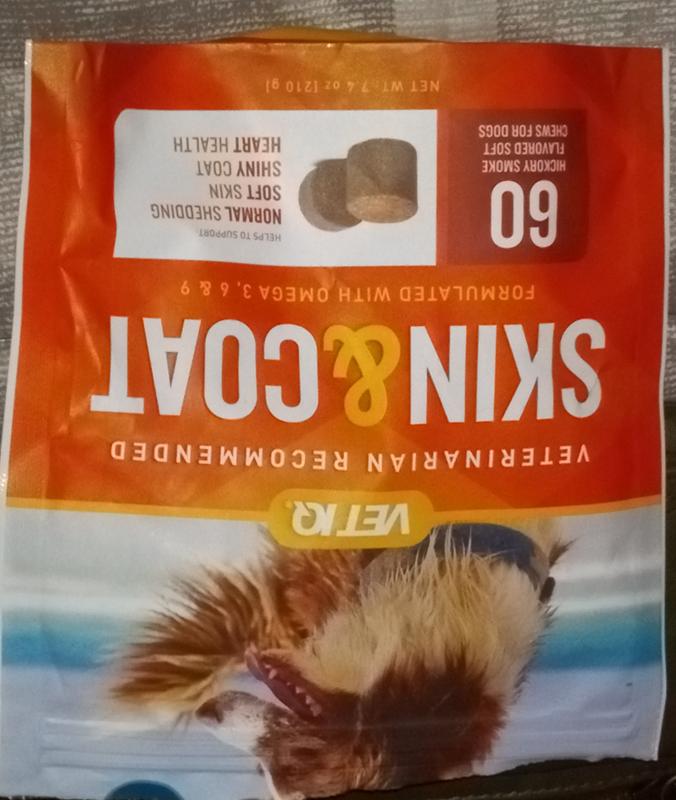 VETIQ®
VETERINARIAN RECOMMENDED
SKIN & COAT
FORMULATED WITH OMEGA 3, 6 & 9
60
HICKORY SMOKE
FLAVORED SOFT
CHEWS FOR DOGS
HELPS TO SUPPORT:
NORMAL SHEDDING
SOFT SKIN
SHINY COAT
HEART HEALTH
NET WT. 7.4 oz [210 g]